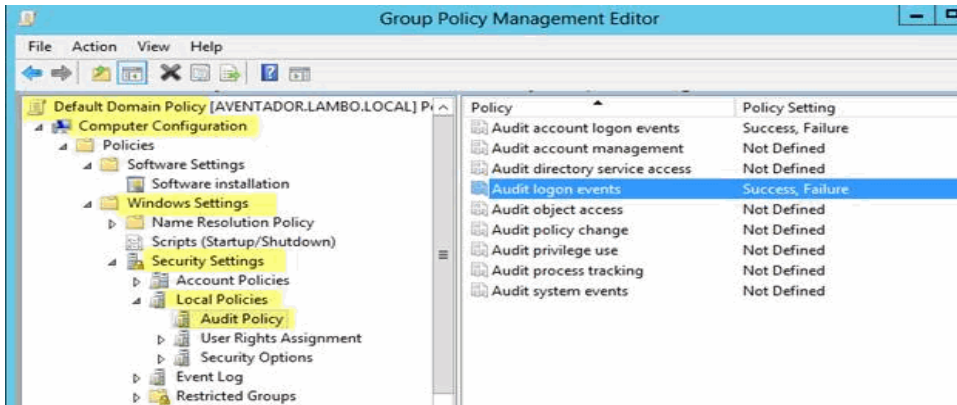 Group Policy Management Editor
File Action View Help
Default Domain Policy [AVENTADOR.LAMBO.LOCAL]
Computer Configuration
Policies
Software Settings
Software installation
Windows Settings
Name Resolution Policy
Scripts (Startup/Shutdown)
Security Settings
Account Policies
Local Policies
Audit Policy
User Rights Assignment
Security Options
Event Log
Restricted Groups
Policy Policy Setting
Audit account logon events Success, Failure
Audit account management Not Defined
Audit directory service access Not Defined
Audit logon events Success, Failure
Audit object access Not Defined
Audit policy change Not Defined
Audit privilege use Not Defined
Audit process tracking Not Defined
Audit system events Not Defined